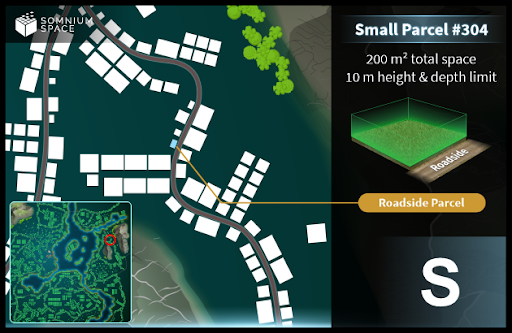 SOMNIUM
SPACE
Small Parcel #304
200 m² total space
10 m height & depth limit
Roadside
Roadside Parcel
S